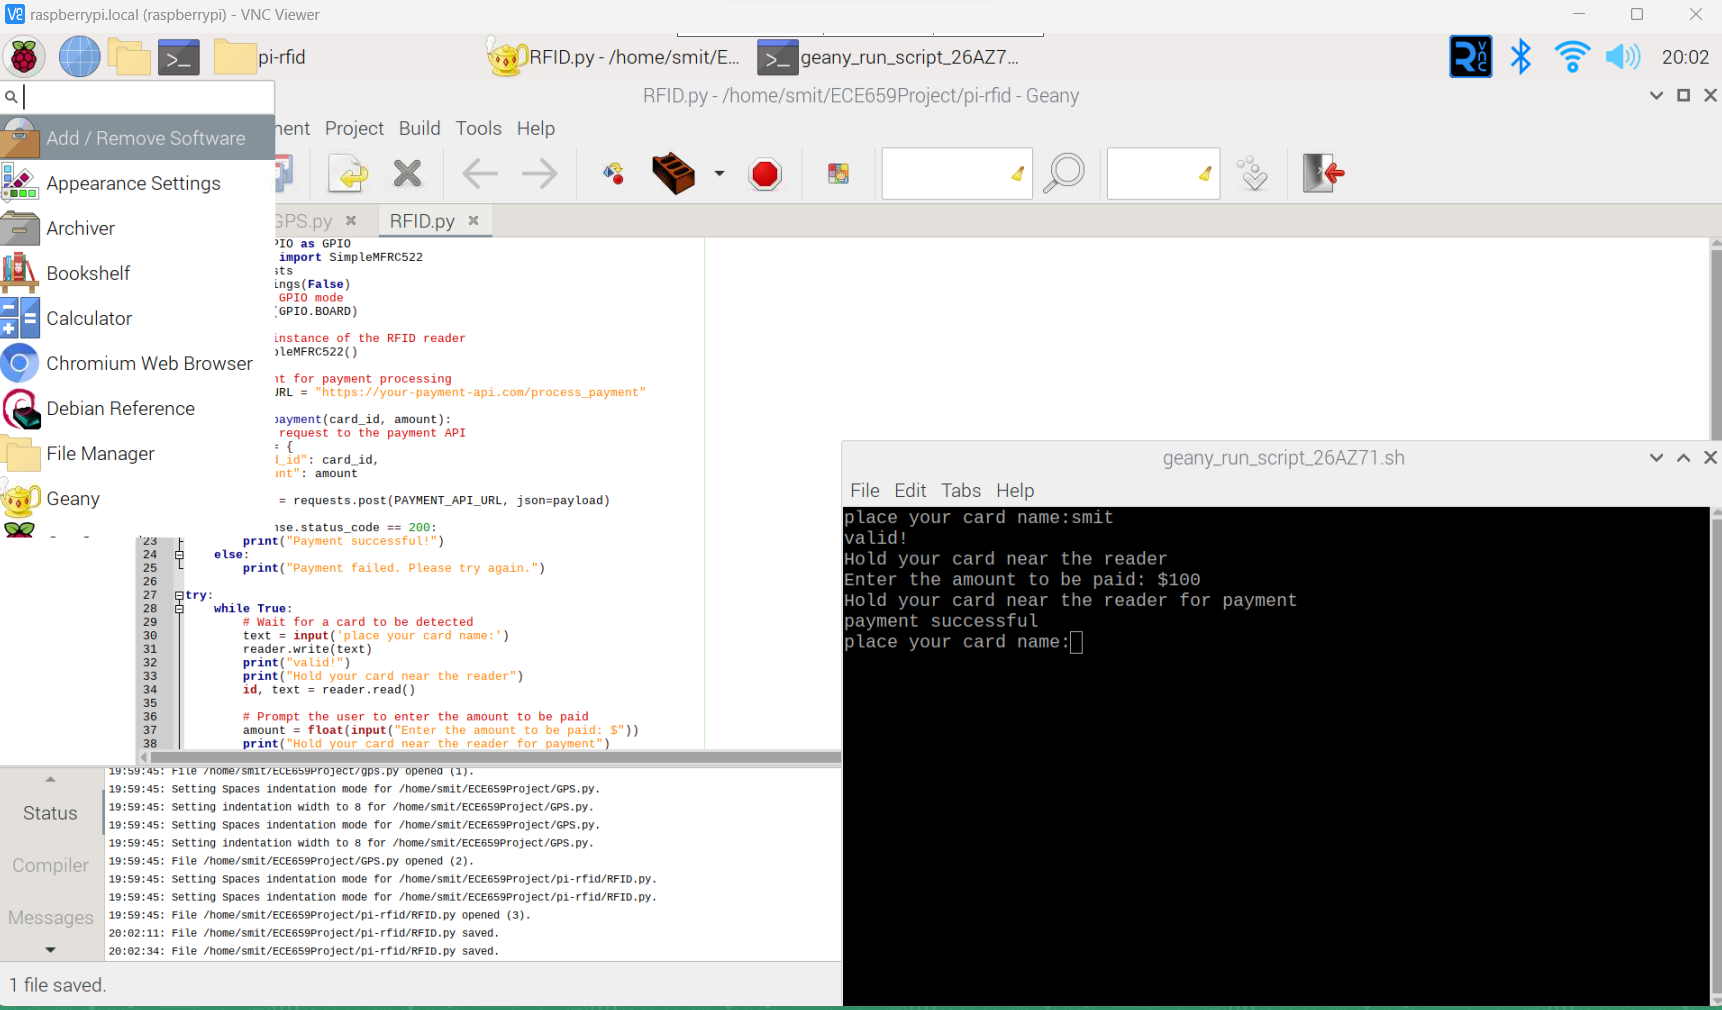 raspberrypi.local (raspberrypi) - VNC Viewer
pi-rfid
RFID.py - /home/smit/E...
geany_run_script_26AZ7...
20:02
RFID.py - /home/smit/ECE659Project/pi-rfid - Geany
Project Build Tools Help
Add / Remove Software
Appearance Settings
Archiver
Bookshelf
Calculator
Chromium Web Browser
Debian Reference
File Manager
Geany
GPS.py
RFID.py
PIO as GPIO
import SimpleMFRC522
sts
ings(False)
GPIO mode
(GPIO.BOARD)
instance of the RFID reader
pleMFRC522()
nt for payment processing
URL = "https://your-payment-api.com/process_payment"
payment(card_id, amount):
request to the payment API
= {
d_id": card_id,
unt": amount
= requests.post(PAYMENT_API_URL, json=payload)
nse.status_code == 200:
23 print("Payment successful!")
24 else:
25 print("Payment failed. Please try again.")
26
27 try:
28 while True:
29 # Wait for a card to be detected
30 text = input('place your card name:')
31 reader.write(text)
32 print("valid!")
33 print("Hold your card near the reader")
34 id, text = reader.read()
35
36 # Prompt the user to enter the amount to be paid
37 amount = float(input("Enter the amount to be paid: $"))
38 print("Hold your card near the reader for payment")
geany_run_script_26AZ71.sh
File Edit Tabs Help
place your card name:smit
valid!
Hold your card near the reader
Enter the amount to be paid: $100
Hold your card near the reader for payment
payment successful
place your card name:
Status
Compiler
Messages
19:59:45: File /home/smit/ECE659Project/gps.py opened (1).
19:59:45: Setting Spaces indentation mode for /home/smit/ECE659Project/GPS.py.
19:59:45: Setting indentation width to 8 for /home/smit/ECE659Project/GPS.py.
19:59:45: Setting Spaces indentation mode for /home/smit/ECE659Project/GPS.py.
19:59:45: Setting indentation width to 8 for /home/smit/ECE659Project/GPS.py.
19:59:45: File /home/smit/ECE659Project/GPS.py opened (2).
19:59:45: Setting Spaces indentation mode for /home/smit/ECE659Project/pi-rfid/RFID.py.
19:59:45: Setting Spaces indentation mode for /home/smit/ECE659Project/pi-rfid/RFID.py.
19:59:45: File /home/smit/ECE659Project/pi-rfid/RFID.py opened (3).
20:02:11: File /home/smit/ECE659Project/pi-rfid/RFID.py saved.
20:02:34: File /home/smit/ECE659Project/pi-rfid/RFID.py saved.
1 file saved.